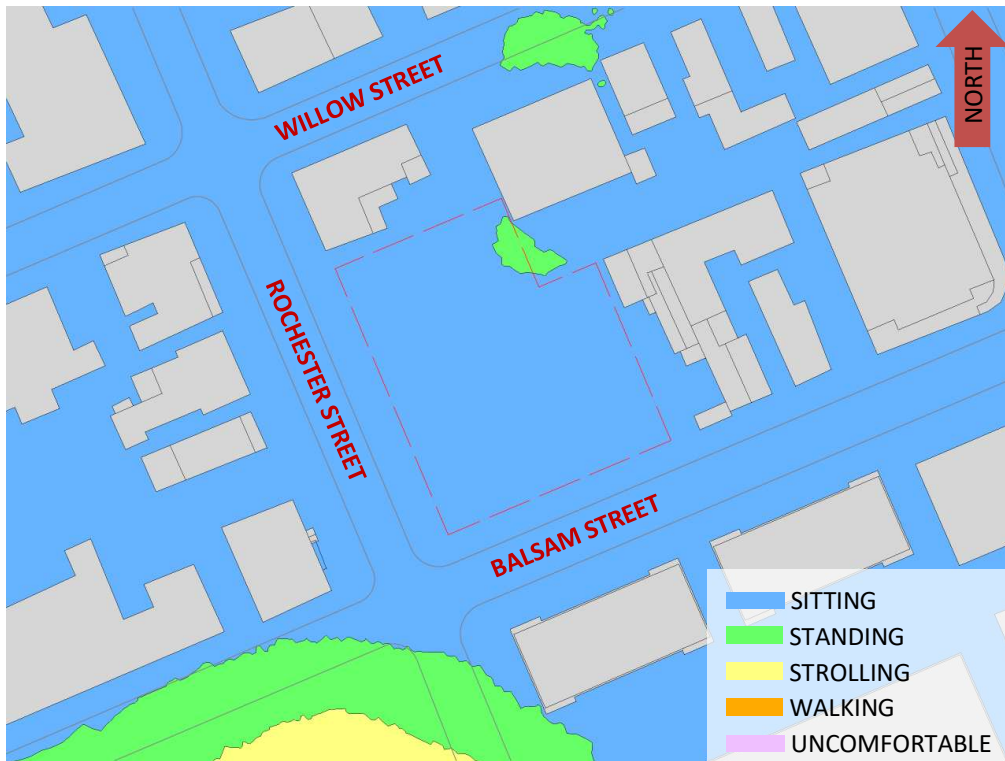 NORTH
WILLOW STREET
ROCHESTER STREET
BALSAM STREET
SITTING
STANDING
STROLLING
WALKING
UNCOMFORTABLE